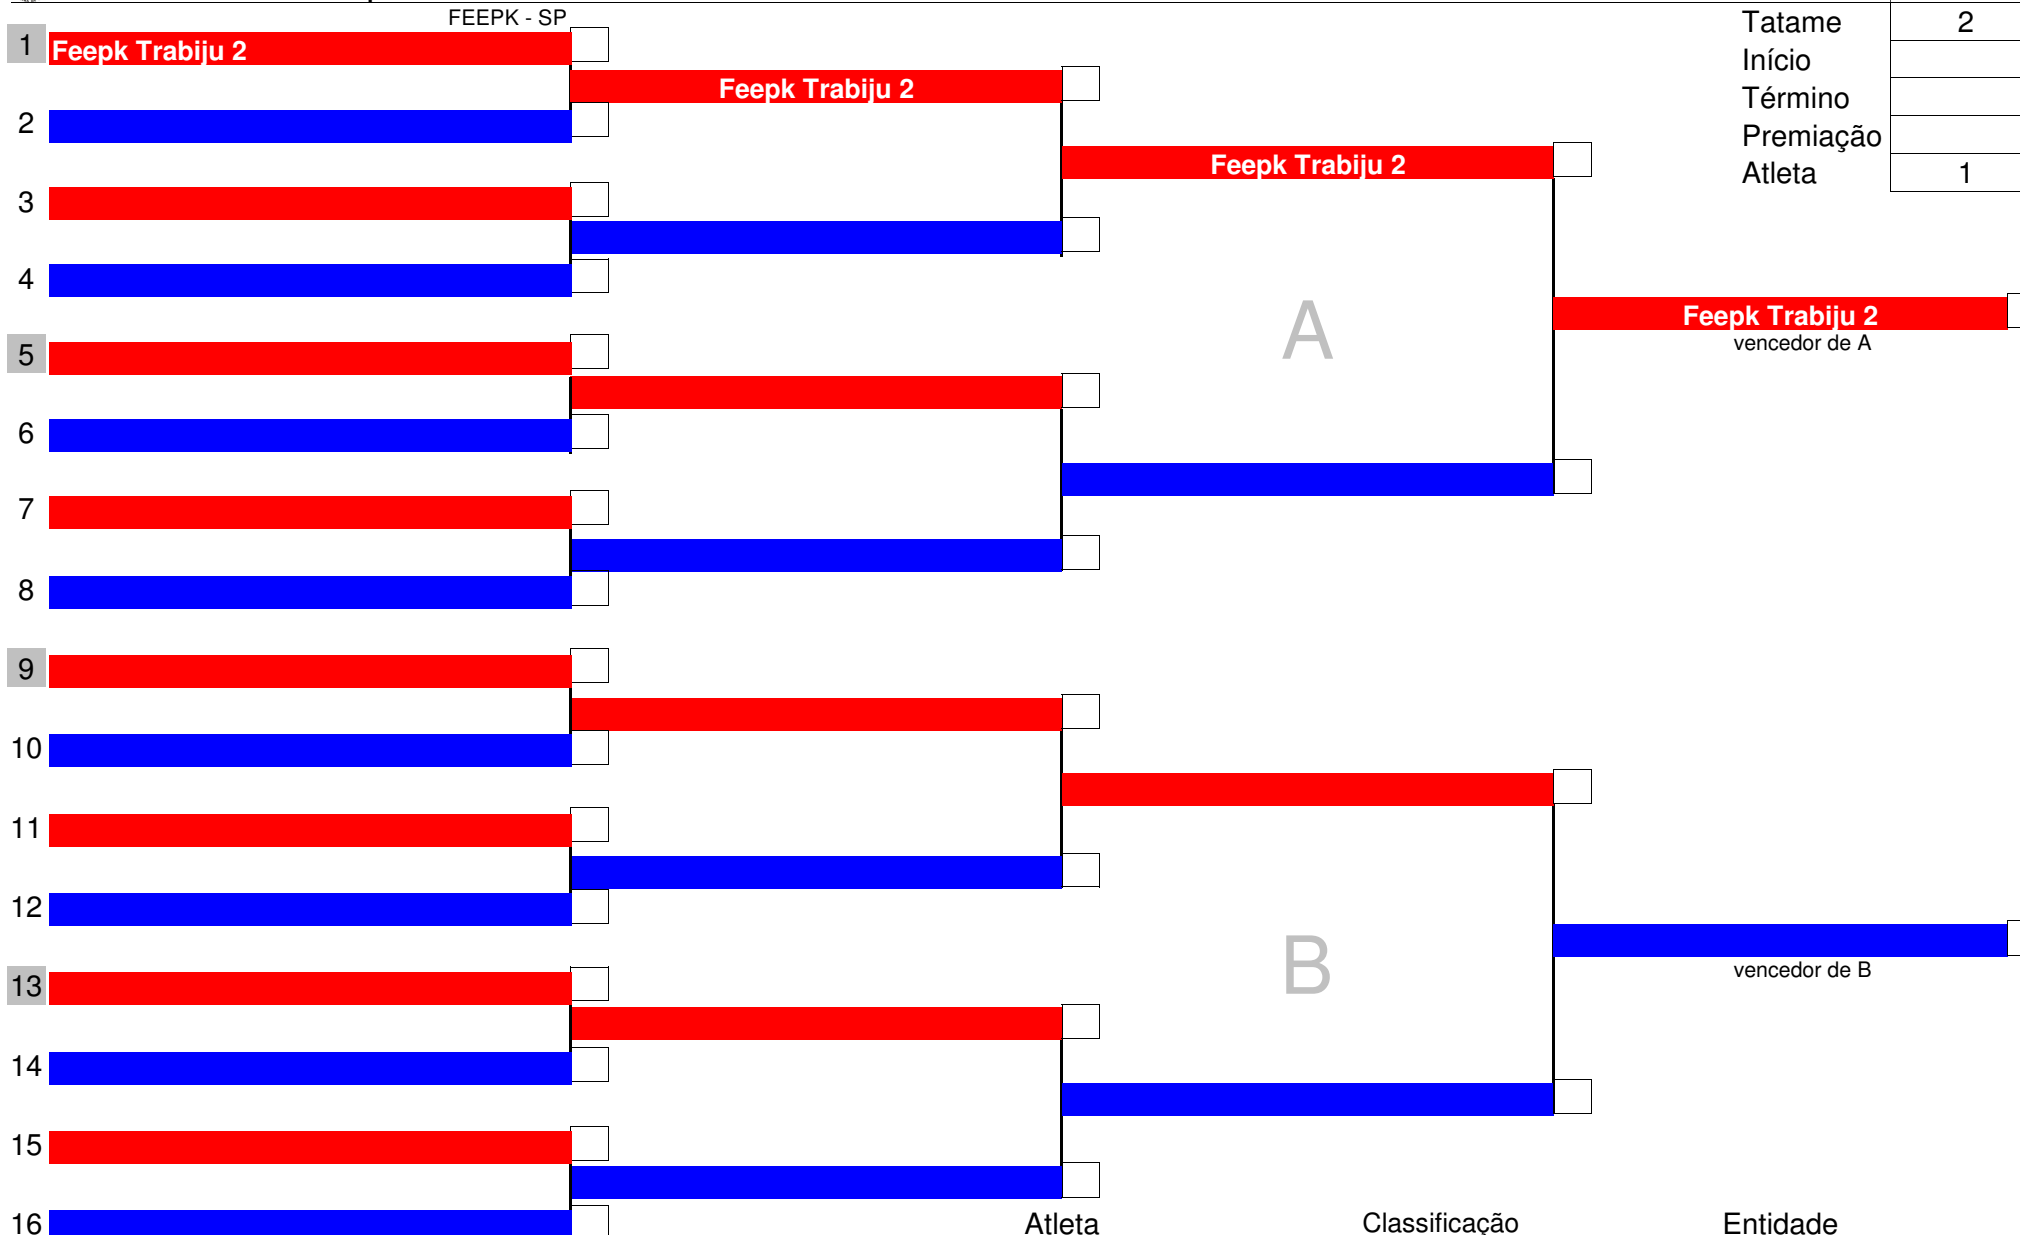 FEEPK - SP
Tatame 2
1 Feepk Trabiju 2
Início
Feepk Trabiju 2
Término
2
Premiação
Feepk Trabiju 2
Atleta 1
3
4
A
Feepk Trabiju 2
vencedor de A
5
6
7
8
9
10
11
12
B
vencedor de B
13
14
15
16
Atleta Classificação Entidade